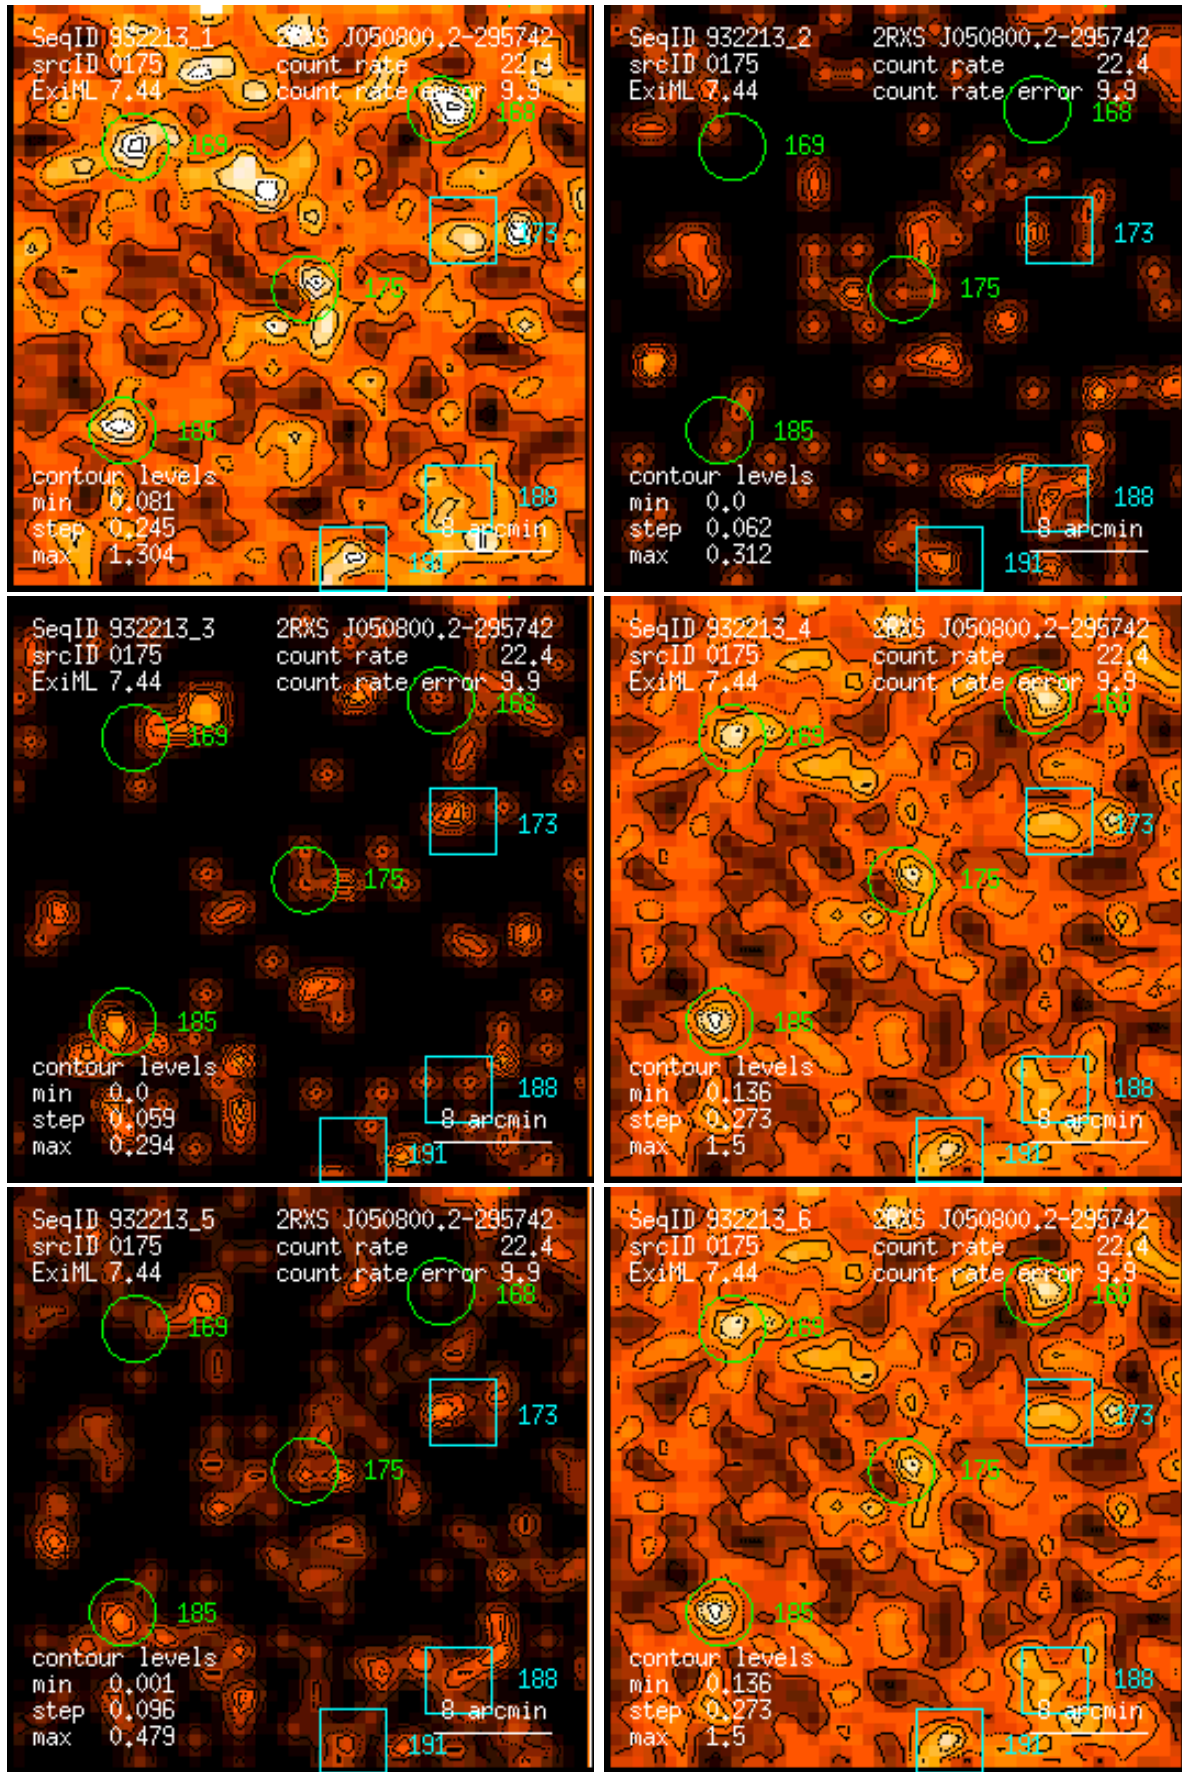 SeqID 932213_1 2RXS J050800.2-295742
srcID 0175 count rate 22.4
ExiML 7.44 count rate error 9.9
168
169
173
175
185
contour levels
min 0.081
188
step 0.245
8 arcmin
max 1.304
191
SeqID 932213_2 2RXS J050800.2-295742
srcID 0175 count rate 22.4
ExiML 7.44 count rate error 9.9
168
169
173
175
185
contour levels
min 0.0
188
step 0.062
8 arcmin
max 0.312
191
SeqID 932213_3 2RXS J050800.2-295742
srcID 0175 count rate 22.4
ExiML 7.44 count rate error 9.9
168
169
173
175
185
contour levels
min 0.0
188
step 0.059
8 arcmin
max 0.294
191
SeqID 932213_4 2RXS J050800.2-295742
srcID 0175 count rate 22.4
ExiML 7.44 count rate error 9.9
168
169
173
175
185
contour levels
min 0.136
188
step 0.273
8 arcmin
max 1.5
191
SeqID 932213_5 2RXS J050800.2-295742
srcID 0175 count rate 22.4
ExiML 7.44 count rate error 9.9
168
169
173
175
185
contour levels
min 0.001
188
step 0.096
8 arcmin
max 0.479
191
SeqID 932213_6 2RXS J050800.2-295742
srcID 0175 count rate 22.4
ExiML 7.44 count rate error 9.9
168
169
173
175
185
contour levels
min 0.136
188
step 0.273
8 arcmin
max 1.5
191